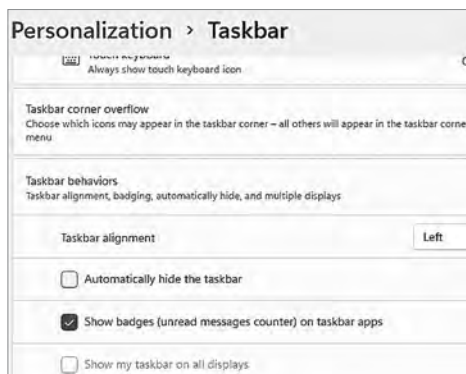 Personalization › Taskbar
Touch keyboard
Always show touch keyboard icon
Taskbar corner overflow
Choose which icons may appear in the taskbar corner – all others will appear in the taskbar corne
menu
Taskbar behaviors
Taskbar alignment, badging, automatically hide, and multiple displays
Taskbar alignment Left
Automatically hide the taskbar
Show badges (unread messages counter) on taskbar apps
Show my taskbar on all displays